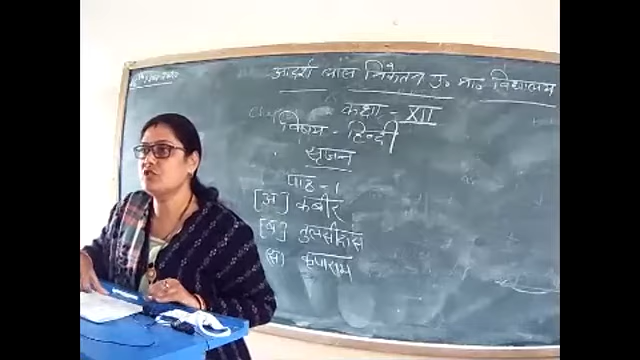 आदर्श बाल निकेतन उ. मा. विद्यालय
कक्षा - XII
विषय - हिन्दी
सृजन
पाठ - 1
[अ] कबीर
[ब] तुलसीदास
(स) कृपाराम